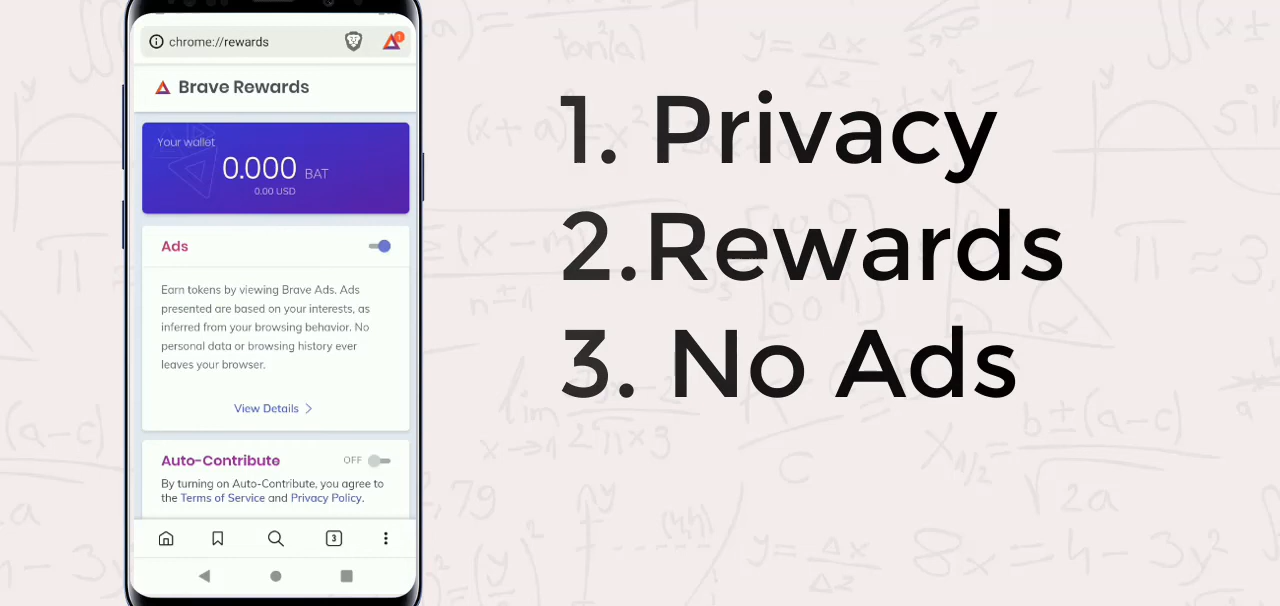 chrome://rewards
1
Brave Rewards
Your wallet
0.000 BAT
0.00 USD
Ads
Earn tokens by viewing Brave Ads. Ads
presented are based on your interests, as
inferred from your browsing behavior. No
personal data or browsing history ever
leaves your browser.
View Details
Auto-Contribute OFF
By turning on Auto-Contribute, you agree to
the Terms of Service and Privacy Policy.
3
1. Privacy
2.Rewards
3. No Ads